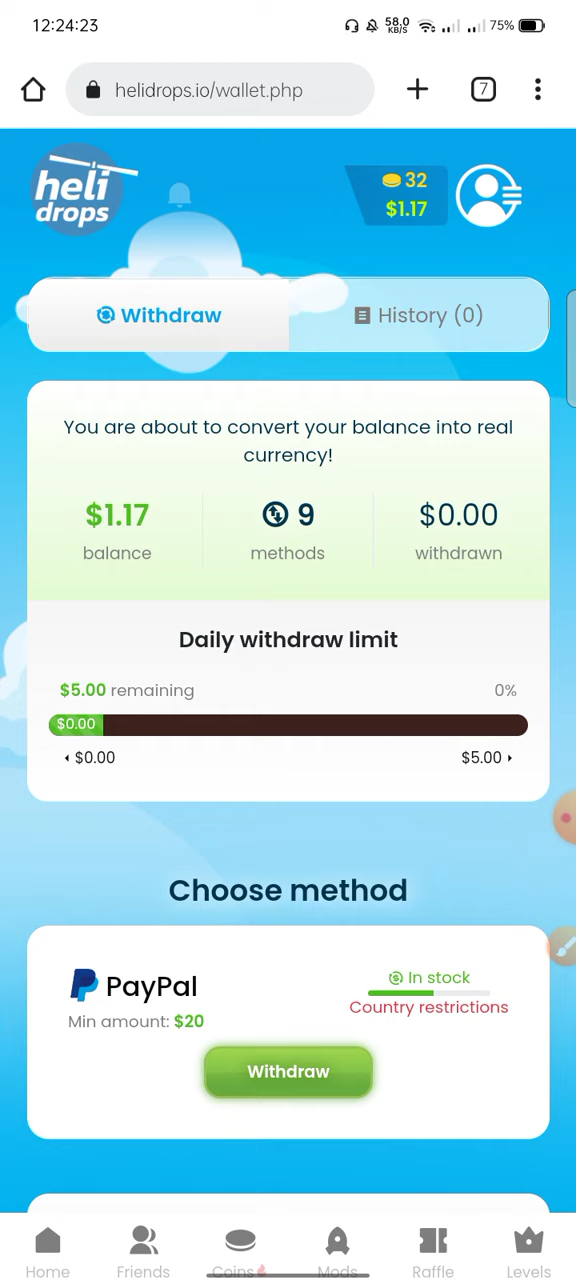 12:24:23
58.0
KB/S
75%
helidrops.io/wallet.php
7
heli
drops
32
$1.17
Withdraw
History (0)
You are about to convert your balance into real
currency!
$1.17
9
$0.00
balance
methods
withdrawn
Daily withdraw limit
$5.00 remaining
0%
$0.00
$0.00
$5.00
Choose method
PayPal
In stock
Country restrictions
Min amount: $20
Withdraw
Home
Friends
Coins
Mods
Raffle
Levels